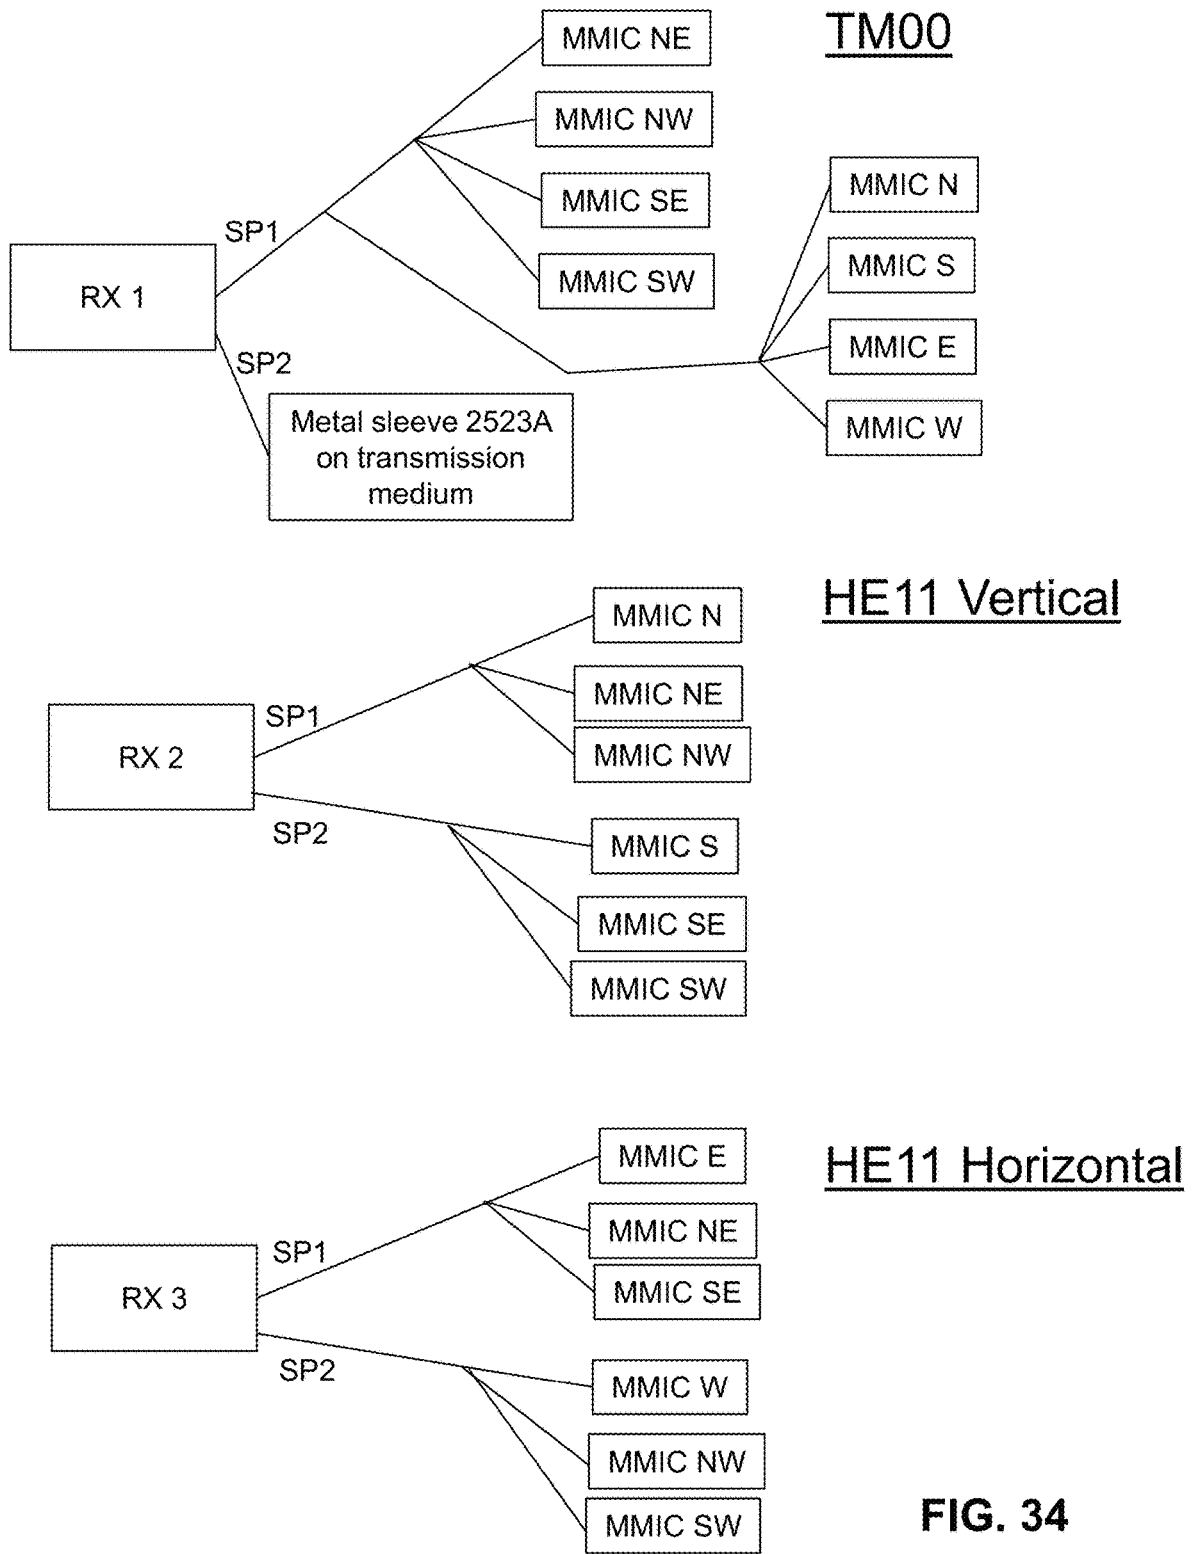 TM00
MMIC NE
MMIC NW
MMIC SE
MMIC SW
MMIC N
MMIC S
MMIC E
MMIC W
SP1
RX 1
SP2
Metal sleeve 2523A
on transmission
medium
HE11 Vertical
MMIC N
MMIC NE
MMIC NW
SP1
RX 2
SP2
MMIC S
MMIC SE
MMIC SW
HE11 Horizontal
MMIC E
MMIC NE
MMIC SE
SP1
RX 3
SP2
MMIC W
MMIC NW
MMIC SW
FIG. 34